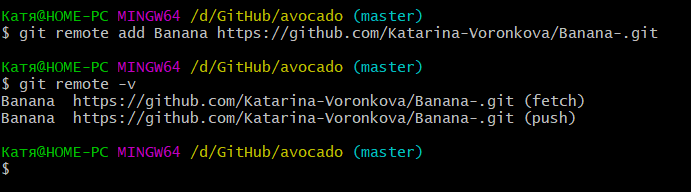 Катя@HOME-PC MINGW64 /d/GitHub/avocado (master)
$ git remote add Banana https://github.com/Katarina-Voronkova/Banana-.git
Катя@HOME-PC MINGW64 /d/GitHub/avocado (master)
$ git remote -v
Banana  https://github.com/Katarina-Voronkova/Banana-.git (fetch)
Banana  https://github.com/Katarina-Voronkova/Banana-.git (push)
Катя@HOME-PC MINGW64 /d/GitHub/avocado (master)
$